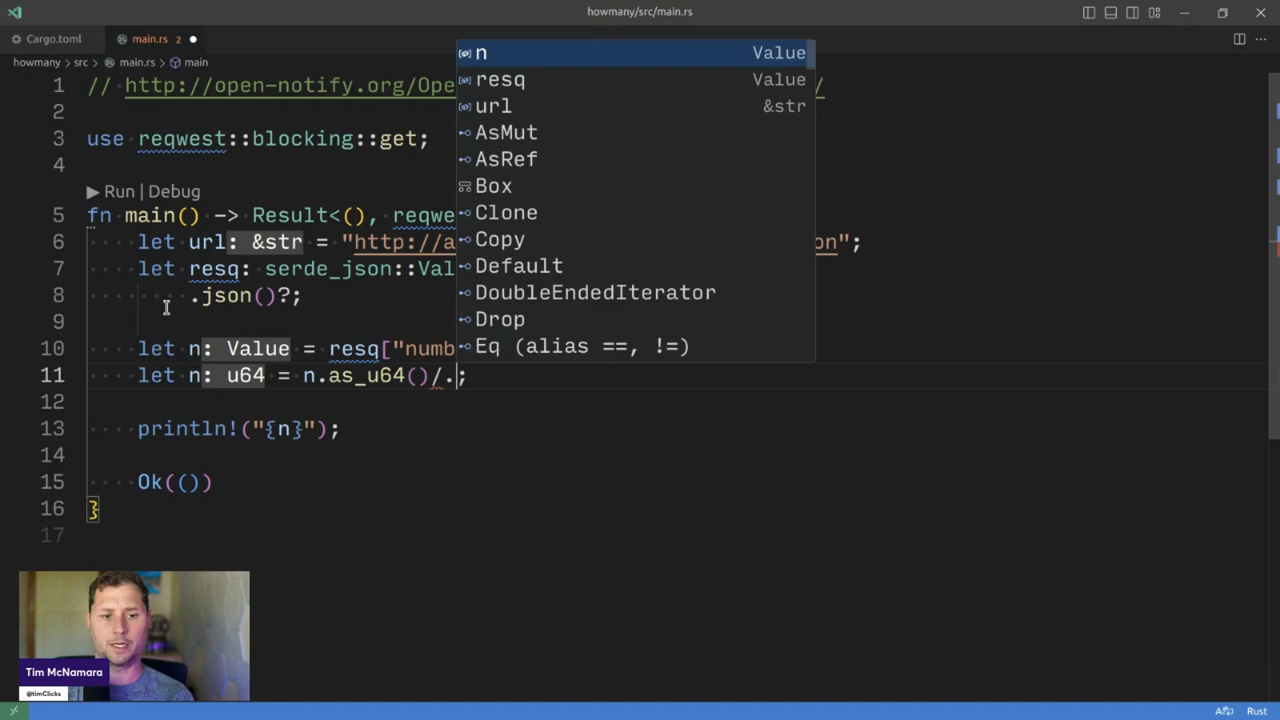 howmany/src/main.rs
Cargo.toml
main.rs 2
howmany
src
main.rs
main
1 // http://open-notify.org/Ope /
2
3 use reqwest::blocking::get;
4
Run | Debug
5 fn main() -> Result<(), reqwe
6 let url: &str = "http://a on";
7 let resq: serde_json::Val
8 .json()?;
9
10 let n: Value = resq["numb
11 let n: u64 = n.as_u64()/.;
12
13 println!("{n}");
14
15 Ok(())
16 }
17
n Value
resq Value
url &str
AsMut
AsRef
Box
Clone
Copy
Default
DoubleEndedIterator
Drop
Eq (alias ==, !=)
Tim McNamara
@timClicks
Rust